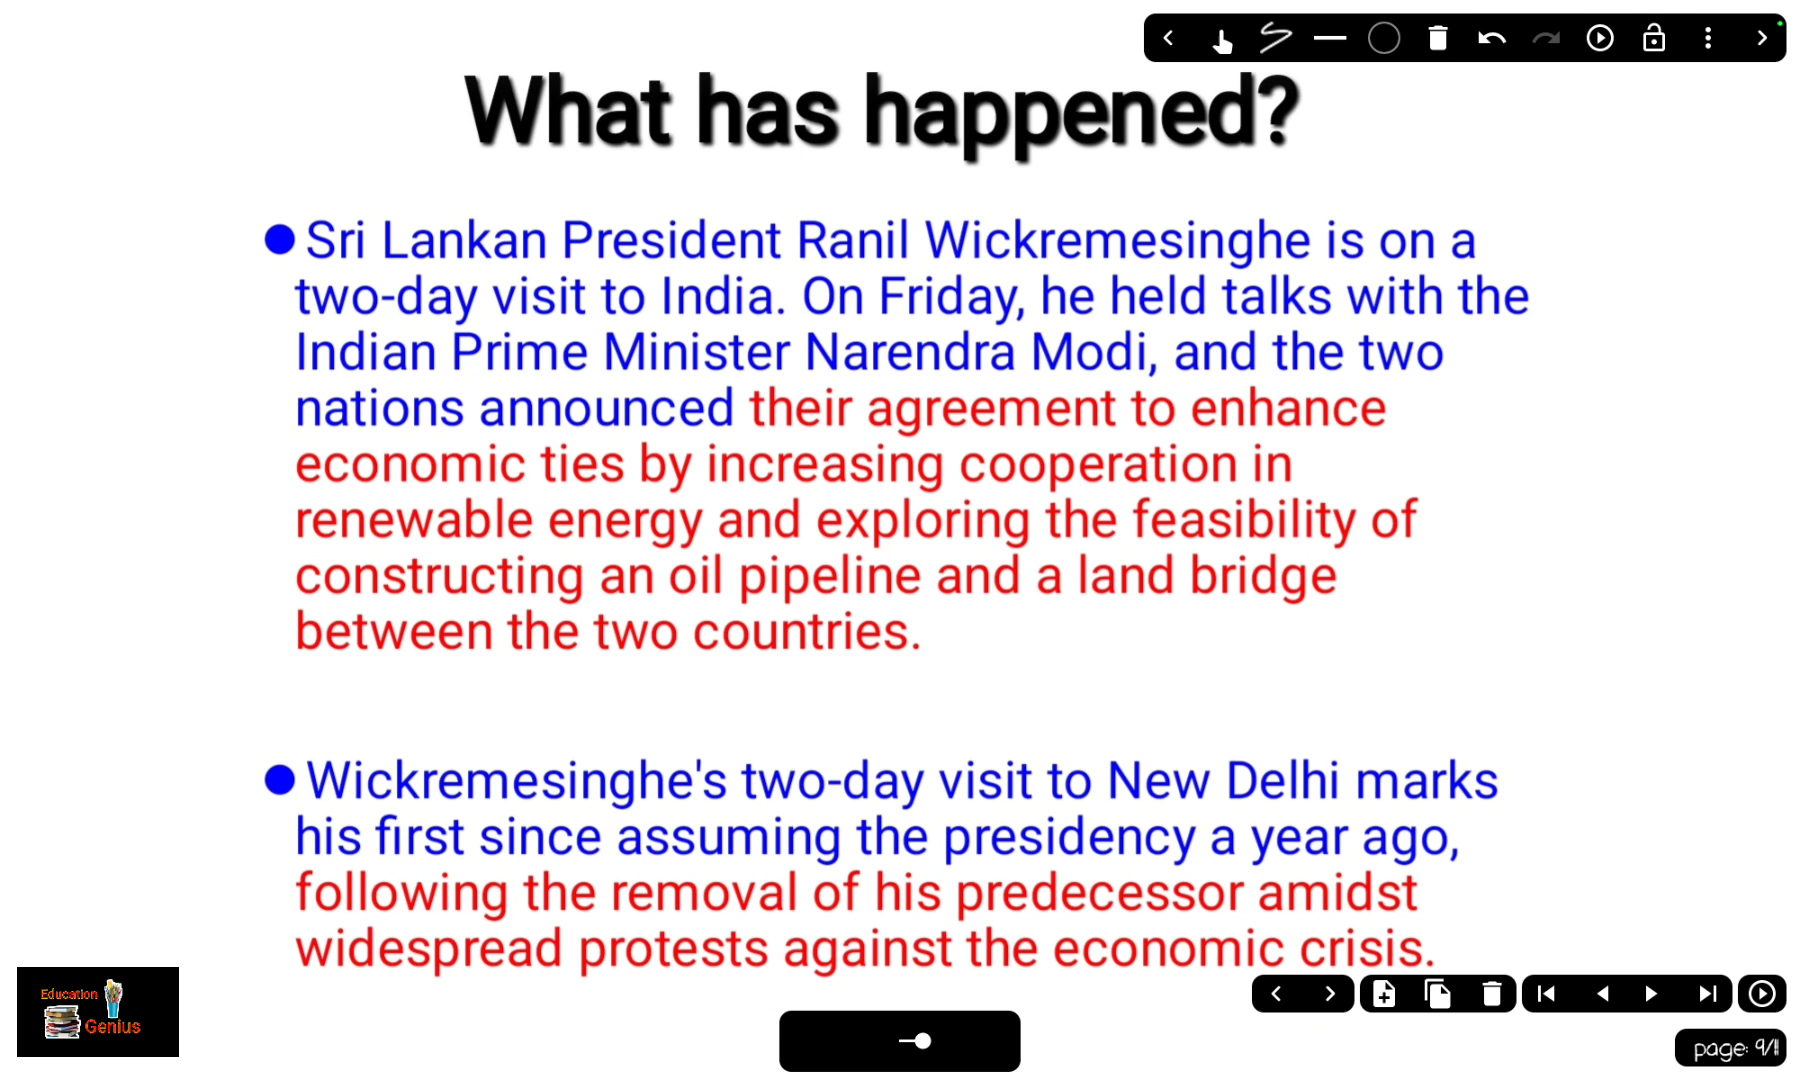 What has happened?
Sri Lankan President Ranil Wickremesinghe is on a
two-day visit to India. On Friday, he held talks with the
Indian Prime Minister Narendra Modi, and the two
nations announced their agreement to enhance
economic ties by increasing cooperation in
renewable energy and exploring the feasibility of
constructing an oil pipeline and a land bridge
between the two countries.
Wickremesinghe's two-day visit to New Delhi marks
his first since assuming the presidency a year ago,
following the removal of his predecessor amidst
widespread protests against the economic crisis.
Education
Genius
page: 9/11